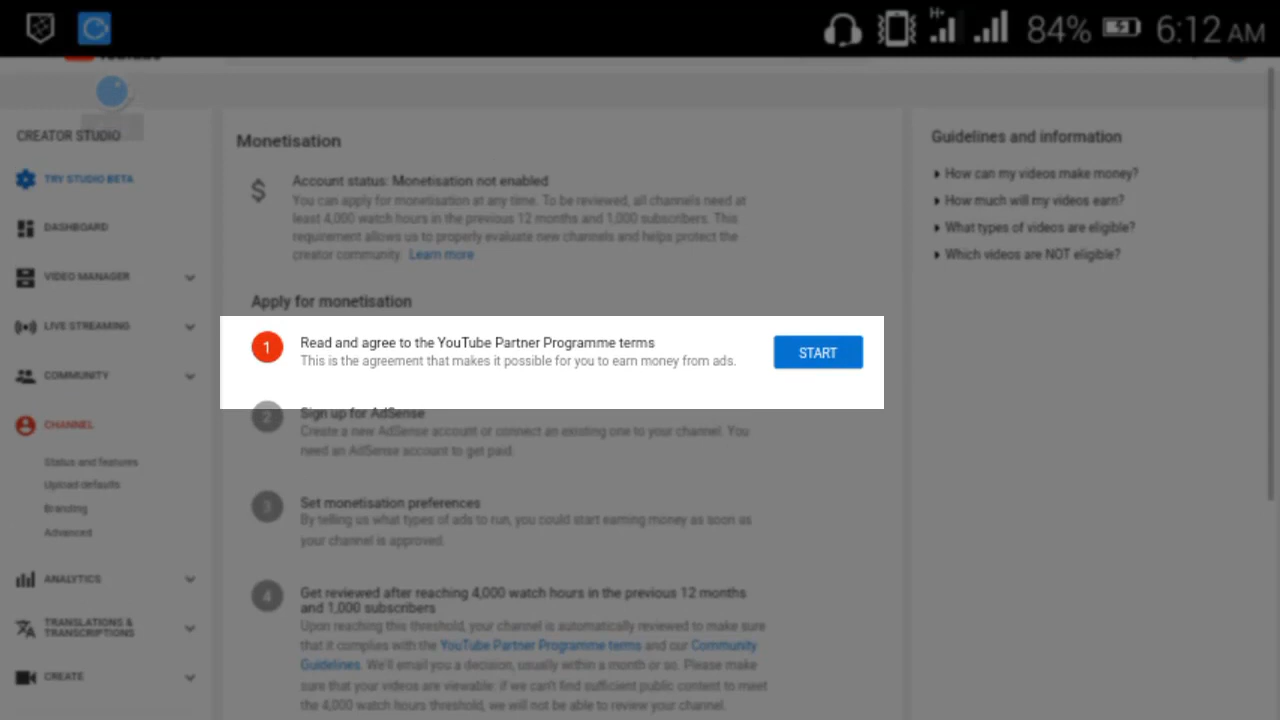 H+
84%
6:12 AM
CREATOR STUDIO
TRY STUDIO BETA
DASHBOARD
VIDEO MANAGER
LIVE STREAMING
COMMUNITY
CHANNEL
Status and features
Upload defaults
Branding
Advanced
ANALYTICS
TRANSLATIONS &
TRANSCRIPTIONS
CREATE
Monetisation
$
Account status: Monetisation not enabled
You can apply for monetisation at any time. To be reviewed, all channels need at
least 4,000 watch hours in the previous 12 months and 1,000 subscribers. This
requirement allows us to properly evaluate new channels and helps protect the
creator community. Learn more
Apply for monetisation
1
Read and agree to the YouTube Partner Programme terms
This is the agreement that makes it possible for you to earn money from ads.
START
2
Sign up for AdSense
Create a new AdSense account or connect an existing one to your channel. You
need an AdSense account to get paid.
3
Set monetisation preferences
By telling us what types of ads to run, you could start earning money as soon as
your channel is approved.
4
Get reviewed after reaching 4,000 watch hours in the previous 12 months
and 1,000 subscribers
Upon reaching this threshold, your channel is automatically reviewed to make sure
that it complies with the YouTube Partner Programme terms and our Community
Guidelines. We'll email you a decision, usually within a month or so. Please make
sure that your videos are viewable: if we can't find sufficient public content to meet
the 4,000 watch hours threshold, we will not be able to review your channel.
Guidelines and information
How can my videos make money?
How much will my videos earn?
What types of videos are eligible?
Which videos are NOT eligible?